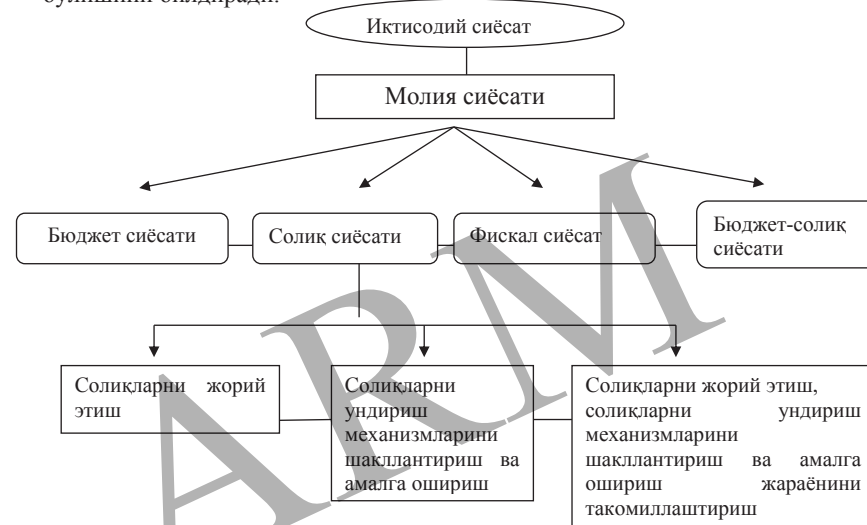 бўлишини билдиради.
Иқтисодий сиёсат
Молия сиёсати
Бюджет сиёсати
Солиқ сиёсати
Фискал сиёсат
Бюджет-солиқ
сиёсати
Солиқларни жорий
этиш
Солиқларни
ундириш
механизмларини
шакллантириш ва
амалга ошириш
Солиқларни жорий этиш,
солиқларни ундириш
механизмларини
шакллантириш ва амалга
ошириш жараёнини
такомиллаштириш
ARM